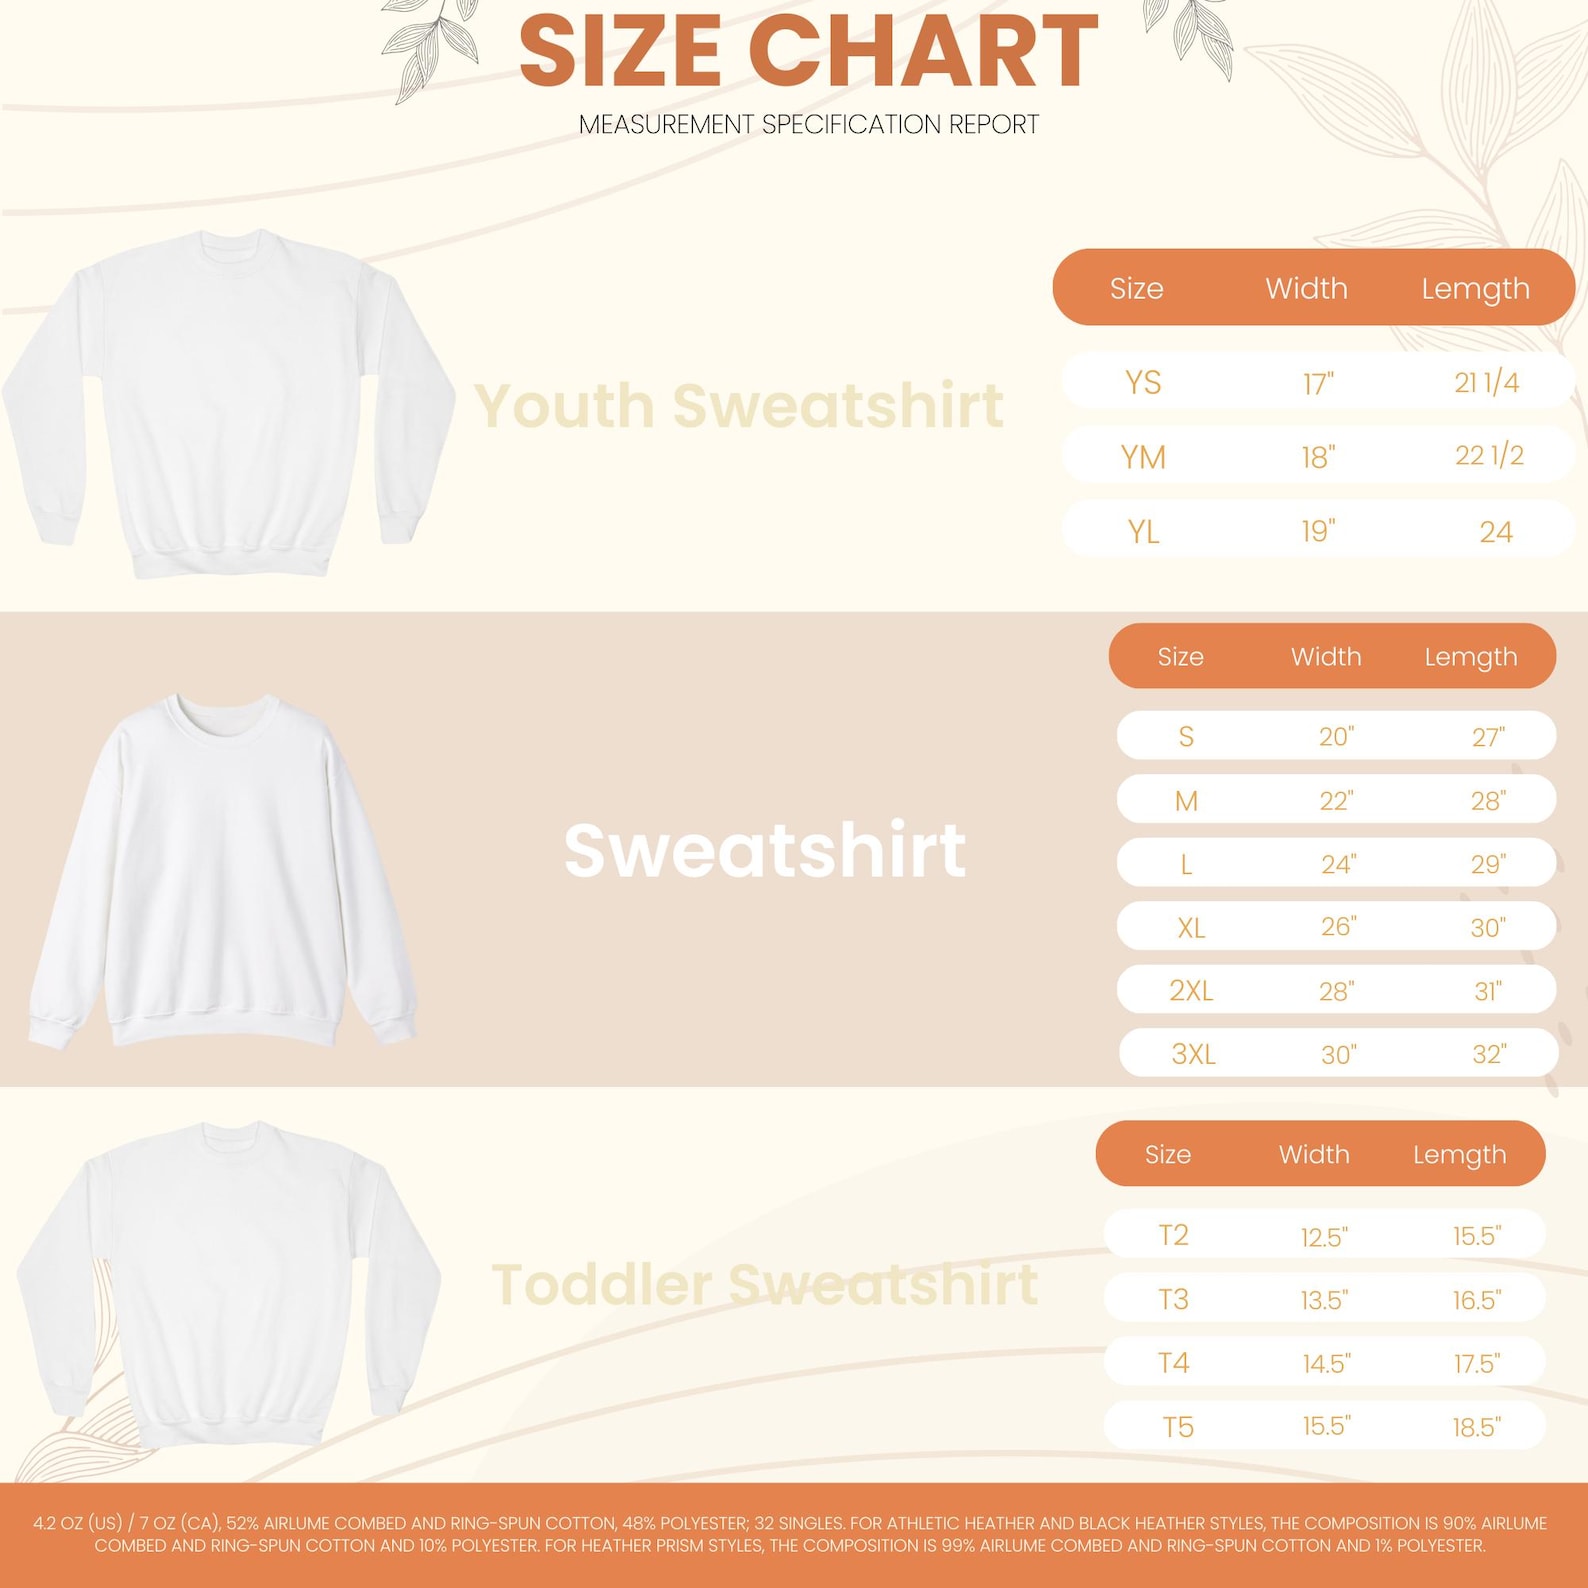 SIZE CHART
MEASUREMENT SPECIFICATION REPORT
Youth Sweatshirt
Size Width Lemgth
YS 17" 21 1/4
YM 18" 22 1/2
YL 19" 24
Sweatshirt
Size Width Lemgth
S 20" 27"
M 22" 28"
L 24" 29"
XL 26" 30"
2XL 28" 31"
3XL 30" 32"
Toddler Sweatshirt
Size Width Lemgth
T2 12.5" 15.5"
T3 13.5" 16.5"
T4 14.5" 17.5"
T5 15.5" 18.5"
4.2 OZ (US) / 7 OZ (CA), 52% AIRLUME COMBED AND RING-SPUN COTTON, 48% POLYESTER; 32 SINGLES. FOR ATHLETIC HEATHER AND BLACK HEATHER STYLES, THE COMPOSITION IS 90% AIRLUME
COMBED AND RING-SPUN COTTON AND 10% POLYESTER. FOR HEATHER PRISM STYLES, THE COMPOSITION IS 99% AIRLUME COMBED AND RING-SPUN COTTON AND 1% POLYESTER.